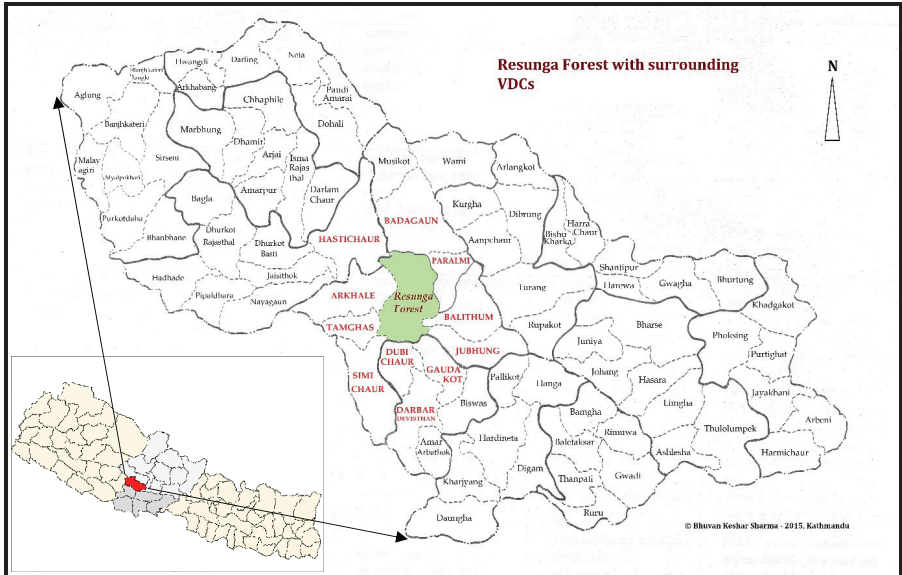 Resunga Forest with surrounding
VDCs
N
Neta
Hwangdi
Darling
Aglung
Arkhabang
Paudi
Amarai
Chhaphile
Banjhkateri
Marbhung
Dohali
Dhamir
Malay
agiri
Sirseni
Arjai
Isma
Rajas
thal
Musikot
Wami
Arlangkot
Myalpokhari
Amarpur
Darlam
Chaur
Bagla
Kurgha
Purkotdaha
BADAGAUN
Dibrung
Harra
Chaur
Bhanbhane
Dhurkot
Rajasthal
HASTICHAUR
Aanpchaur
Bishu
Kharka
Dhurkot
Basti
PARALMI
Hadhade
Jaisithok
Shantipur
Harewa
Gwagha
Bhurtung
Pipaldhara
Nayagaun
ARKHALE
Resunga
Forest
Turang
Khadgakot
BALITHUM
TAMGHAS
Rupakot
Bharse
Pholsing
DUBI
CHAUR
JUBHUNG
Juniya
Purtighat
SIMI
CHAUR
GAUDA
KOT
Pallikot
Hanga
Johang
Hasara
Jayakhani
DARBAR
DEVISTHAN
Biswas
Bamgha
Limgha
Arbeni
Amar
Arbathok
Hardineta
Baletaksar
Rimuwa
Thulolumpek
Ashlesha
Harmichaur
Kharjyang
Digam
Thanpati
Gwadi
Daungha
Ruru
© Bhuvan Keshar Sharma - 2015, Kathmandu